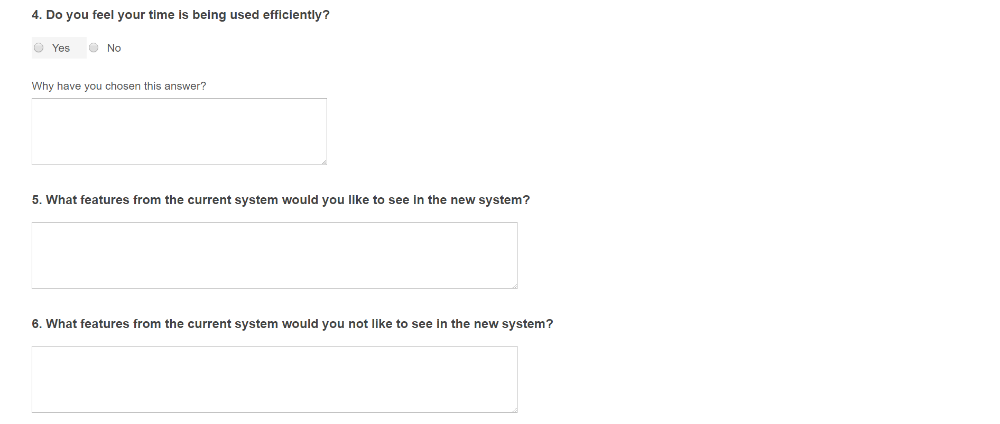 4. Do you feel your time is being used efficiently?
Yes No
Why have you chosen this answer?
5. What features from the current system would you like to see in the new system?
6. What features from the current system would you not like to see in the new system?